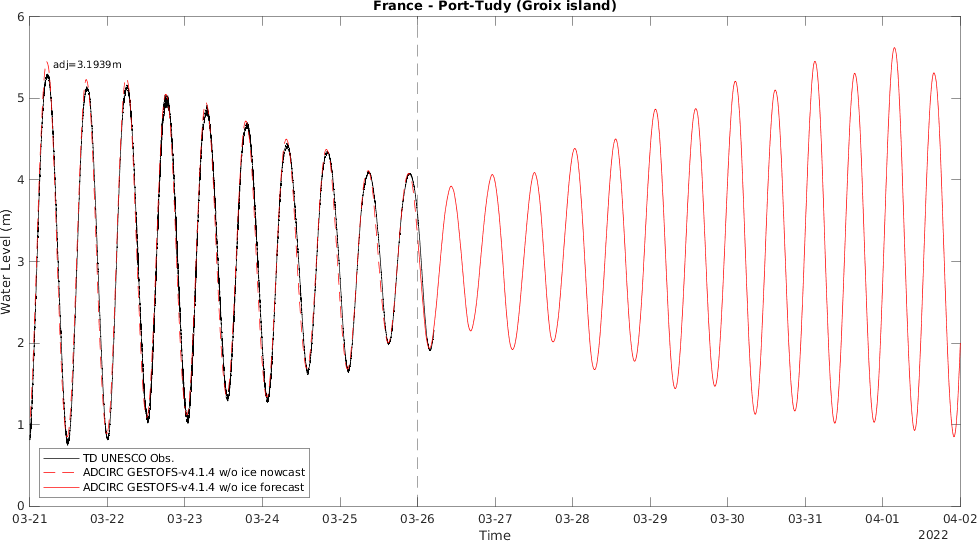 France - Port-Tudy (Groix island)
adj=3.1939m
Water Level (m)
6
5
4
3
2
1
0
TD UNESCO Obs.
ADCIRC GESTOFS-v4.1.4 w/o ice nowcast
ADCIRC GESTOFS-v4.1.4 w/o ice forecast
03-21 03-22 03-23 03-24 03-25 03-26 03-27 03-28 03-29 03-30 03-31 04-01 04-02
Time
2022